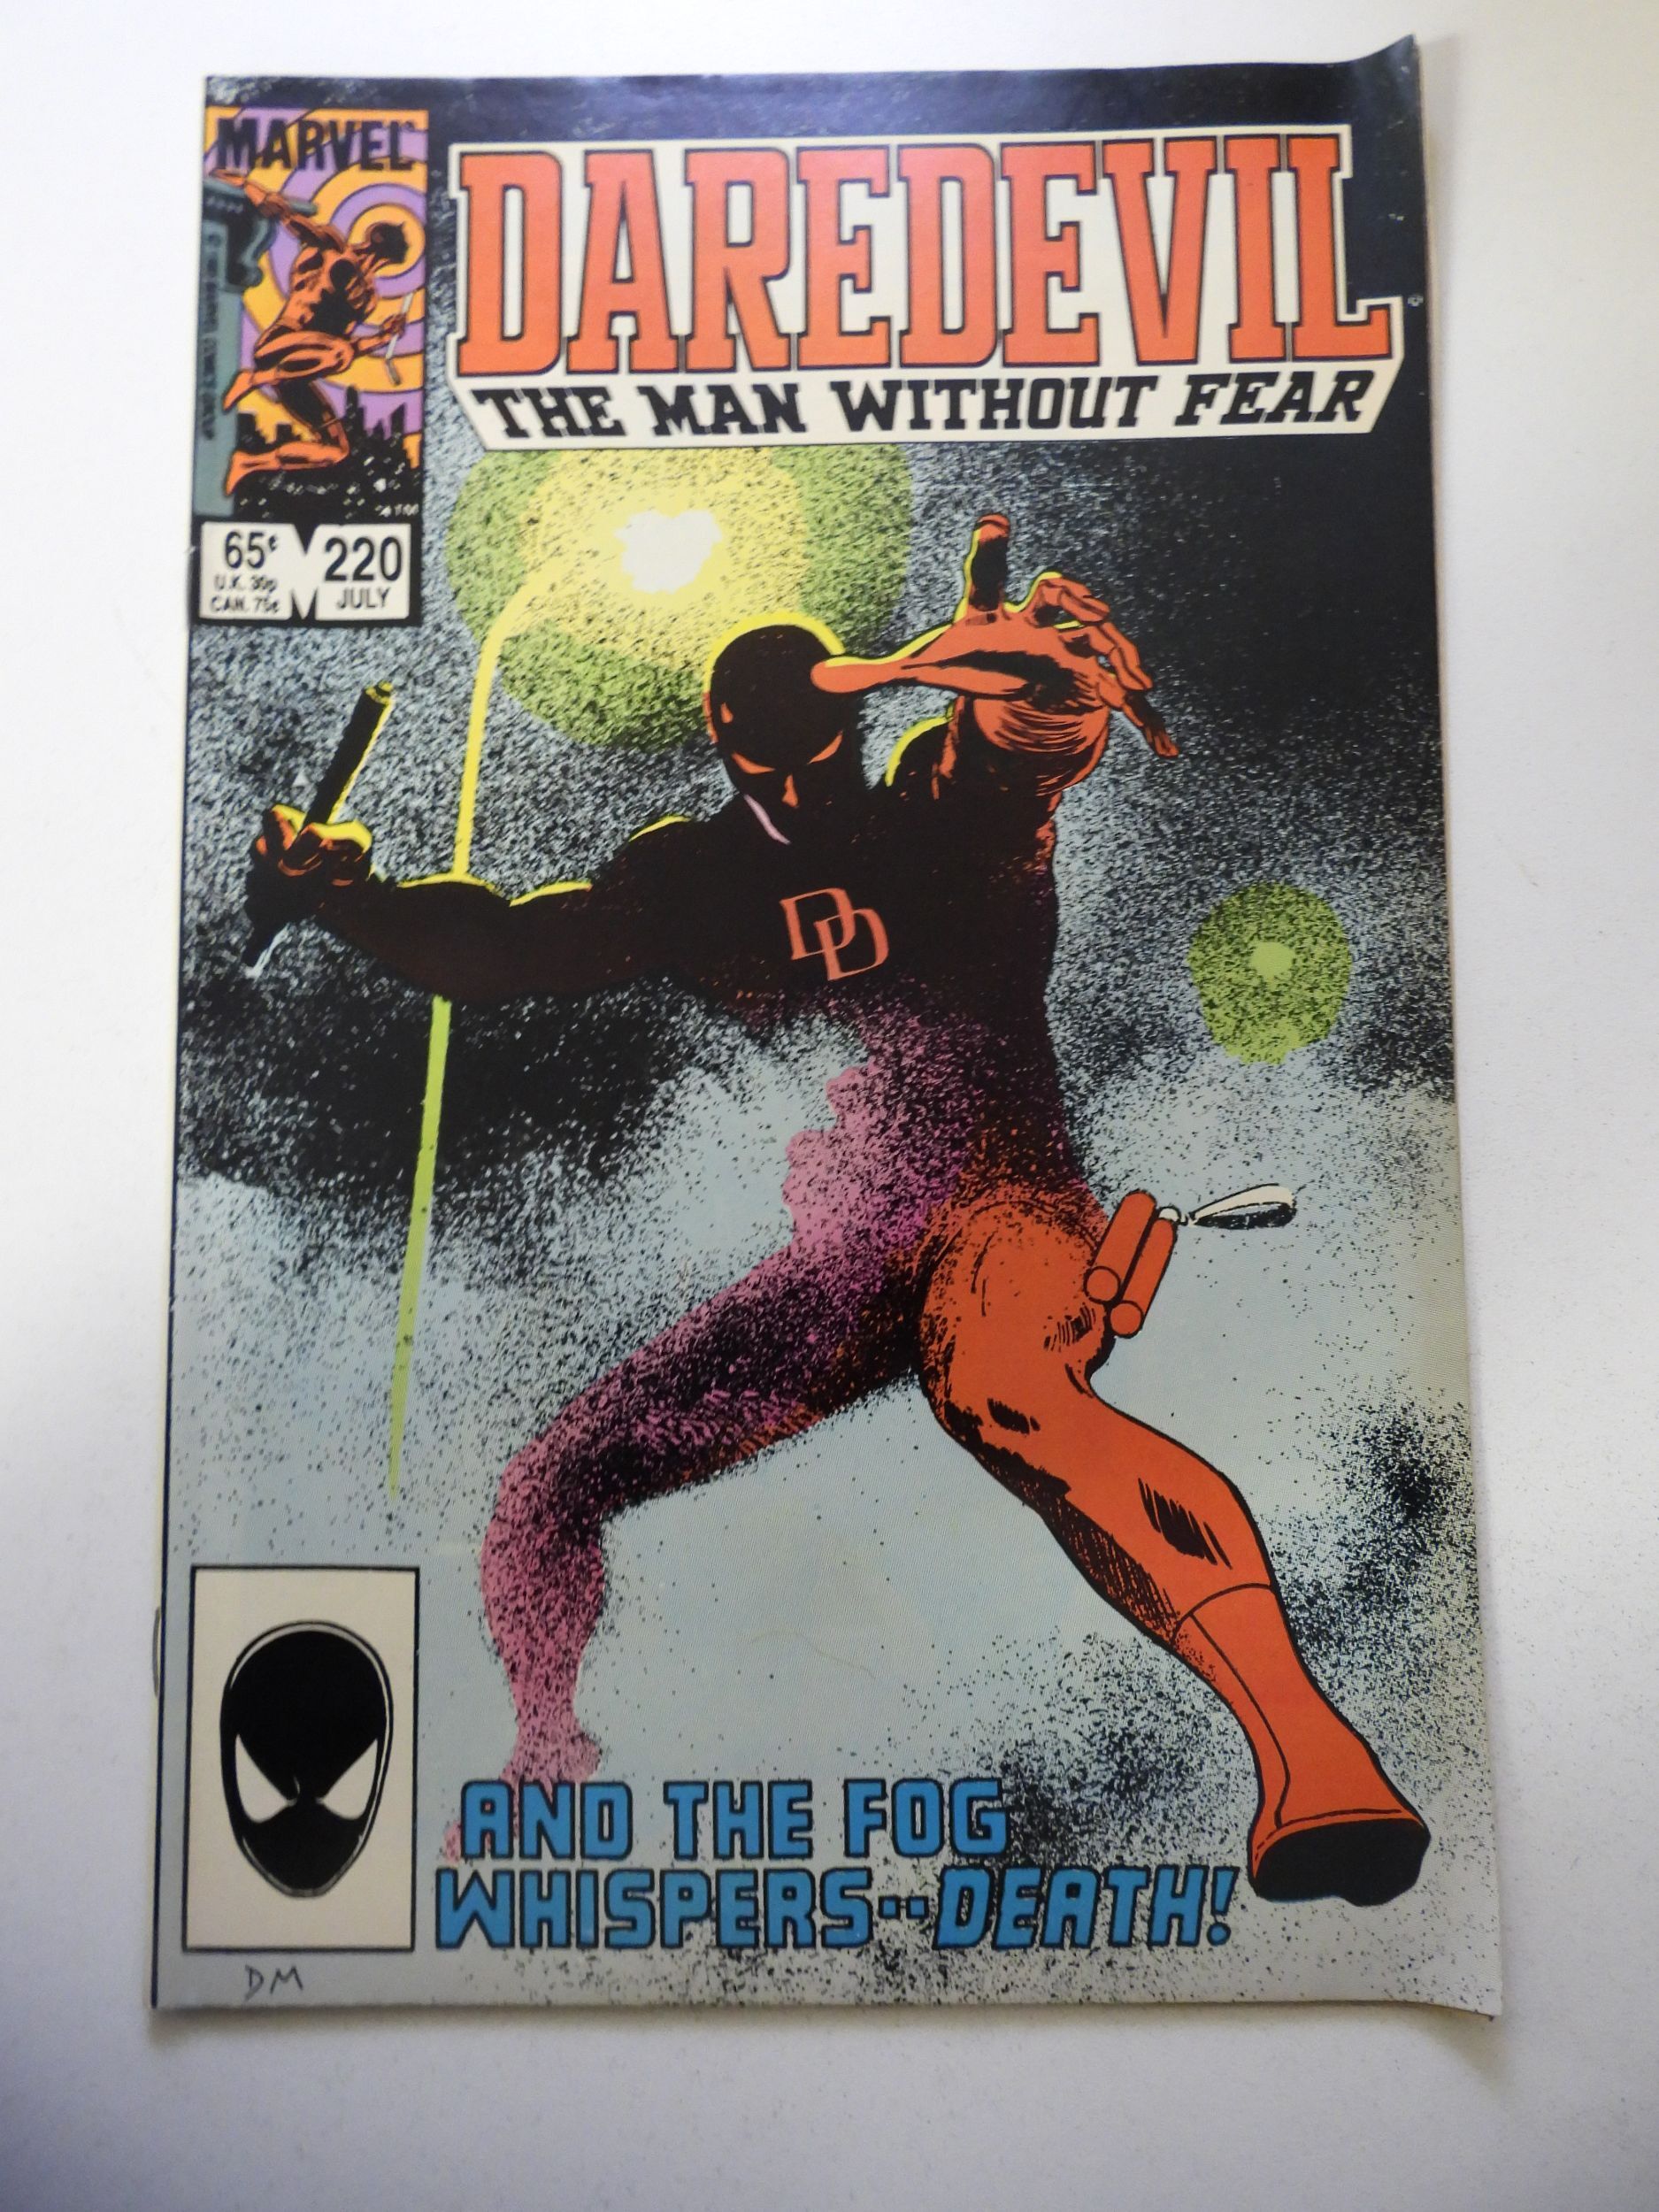 MARVEL
DAREDEVIL
THE MAN WITHOUT FEAR
65¢
U.K. 30p
CAN. 75¢
220
JULY
DD
AND THE FOG
WHISPERS--DEATH!
DM